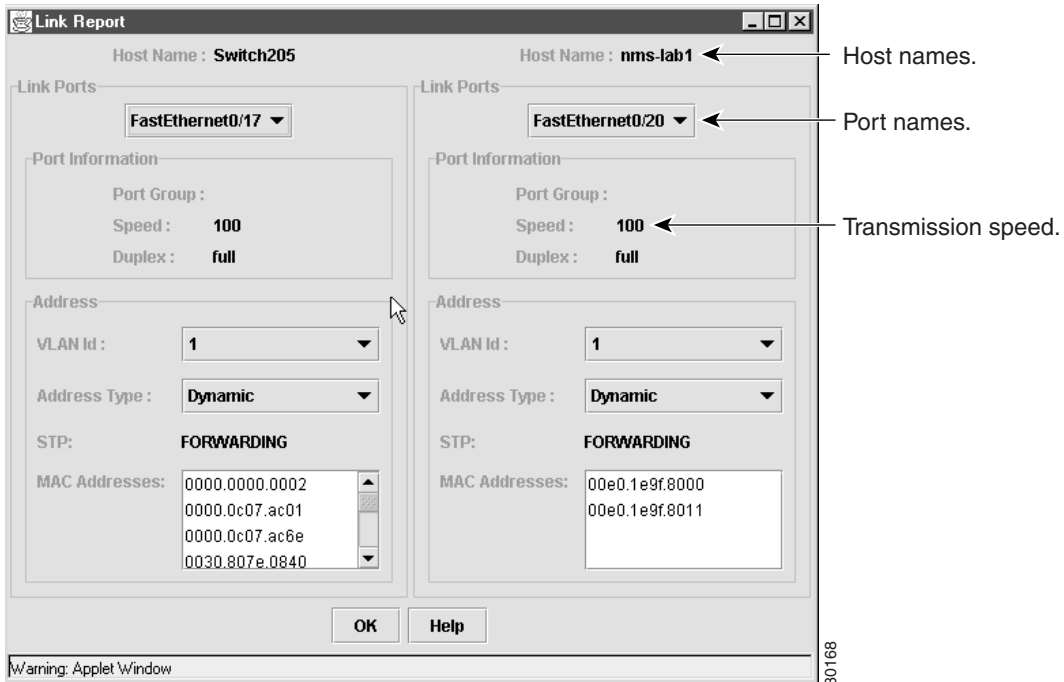 Link Report
Host Name : Switch205
Host Name : nms-lab1
Host names.
Link Ports
Link Ports
FastEthernet0/17
FastEthernet0/20
Port names.
Port Information
Port Information
Port Group :
Port Group :
Speed : 100
Speed : 100
Transmission speed.
Duplex : full
Duplex : full
Address
Address
VLAN Id : 1
VLAN Id : 1
Address Type : Dynamic
Address Type : Dynamic
STP: FORWARDING
STP: FORWARDING
MAC Addresses: 0000.0000.0002
0000.0c07.ac01
0000.0c07.ac6e
0030.807e.0840
MAC Addresses: 00e0.1e9f.8000
00e0.1e9f.8011
OK
Help
Warning: Applet Window